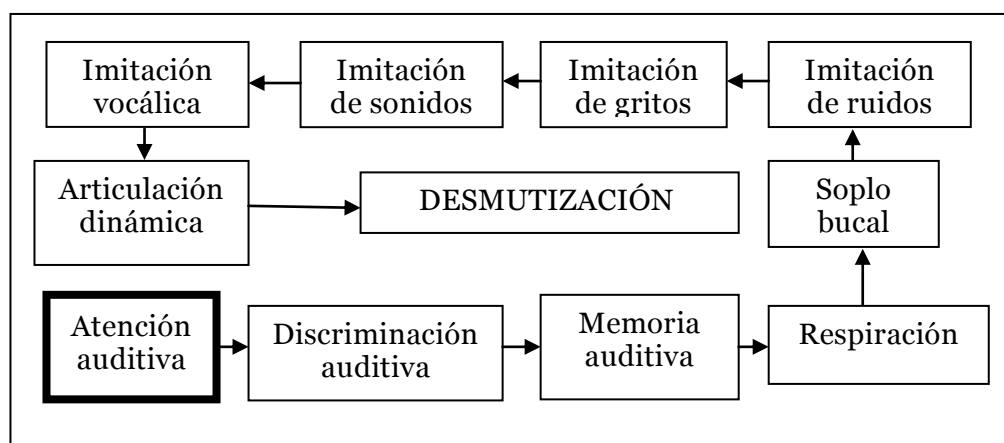 Imitación
vocálica
Imitación
de sonidos
Imitación
de gritos
Imitación
de ruidos
Articulación
dinámica
DESMUTIZACIÓN
Soplo
bucal
Atención
auditiva
Discriminación
auditiva
Memoria
auditiva
Respiración